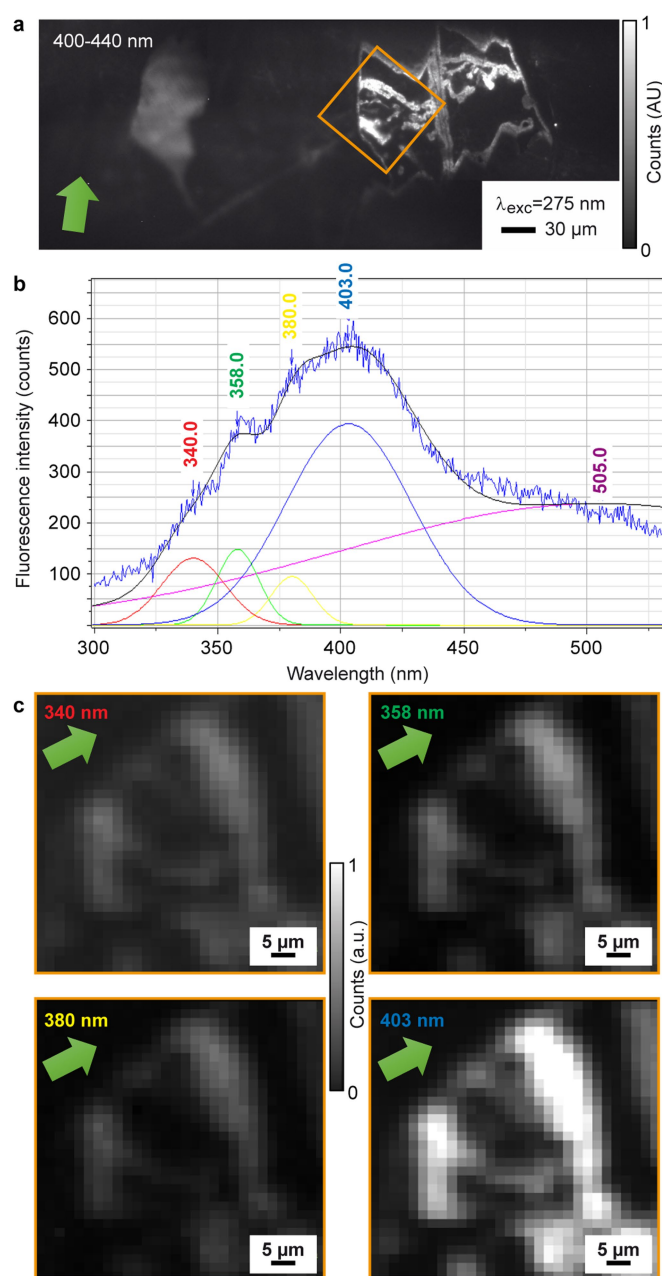 a
400-440 nm
λexc=275 nm
30 µm
1
Counts (AU)
0
b
Fluorescence intensity (counts)
600
500
400
300
200
100
340.0
358.0
380.0
403.0
505.0
300
350
400
450
500
Wavelength (nm)
c
340 nm
5 µm
358 nm
5 µm
1
Counts (a.u.)
0
380 nm
5 µm
403 nm
5 µm